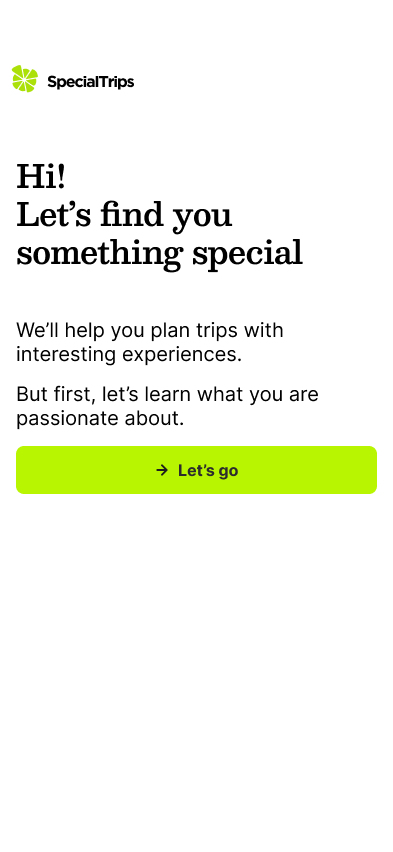 SpecialTrips
Hi!
Let’s find you
something special
We’ll help you plan trips with
interesting experiences.
But first, let’s learn what you are
passionate about.
→ Let’s go